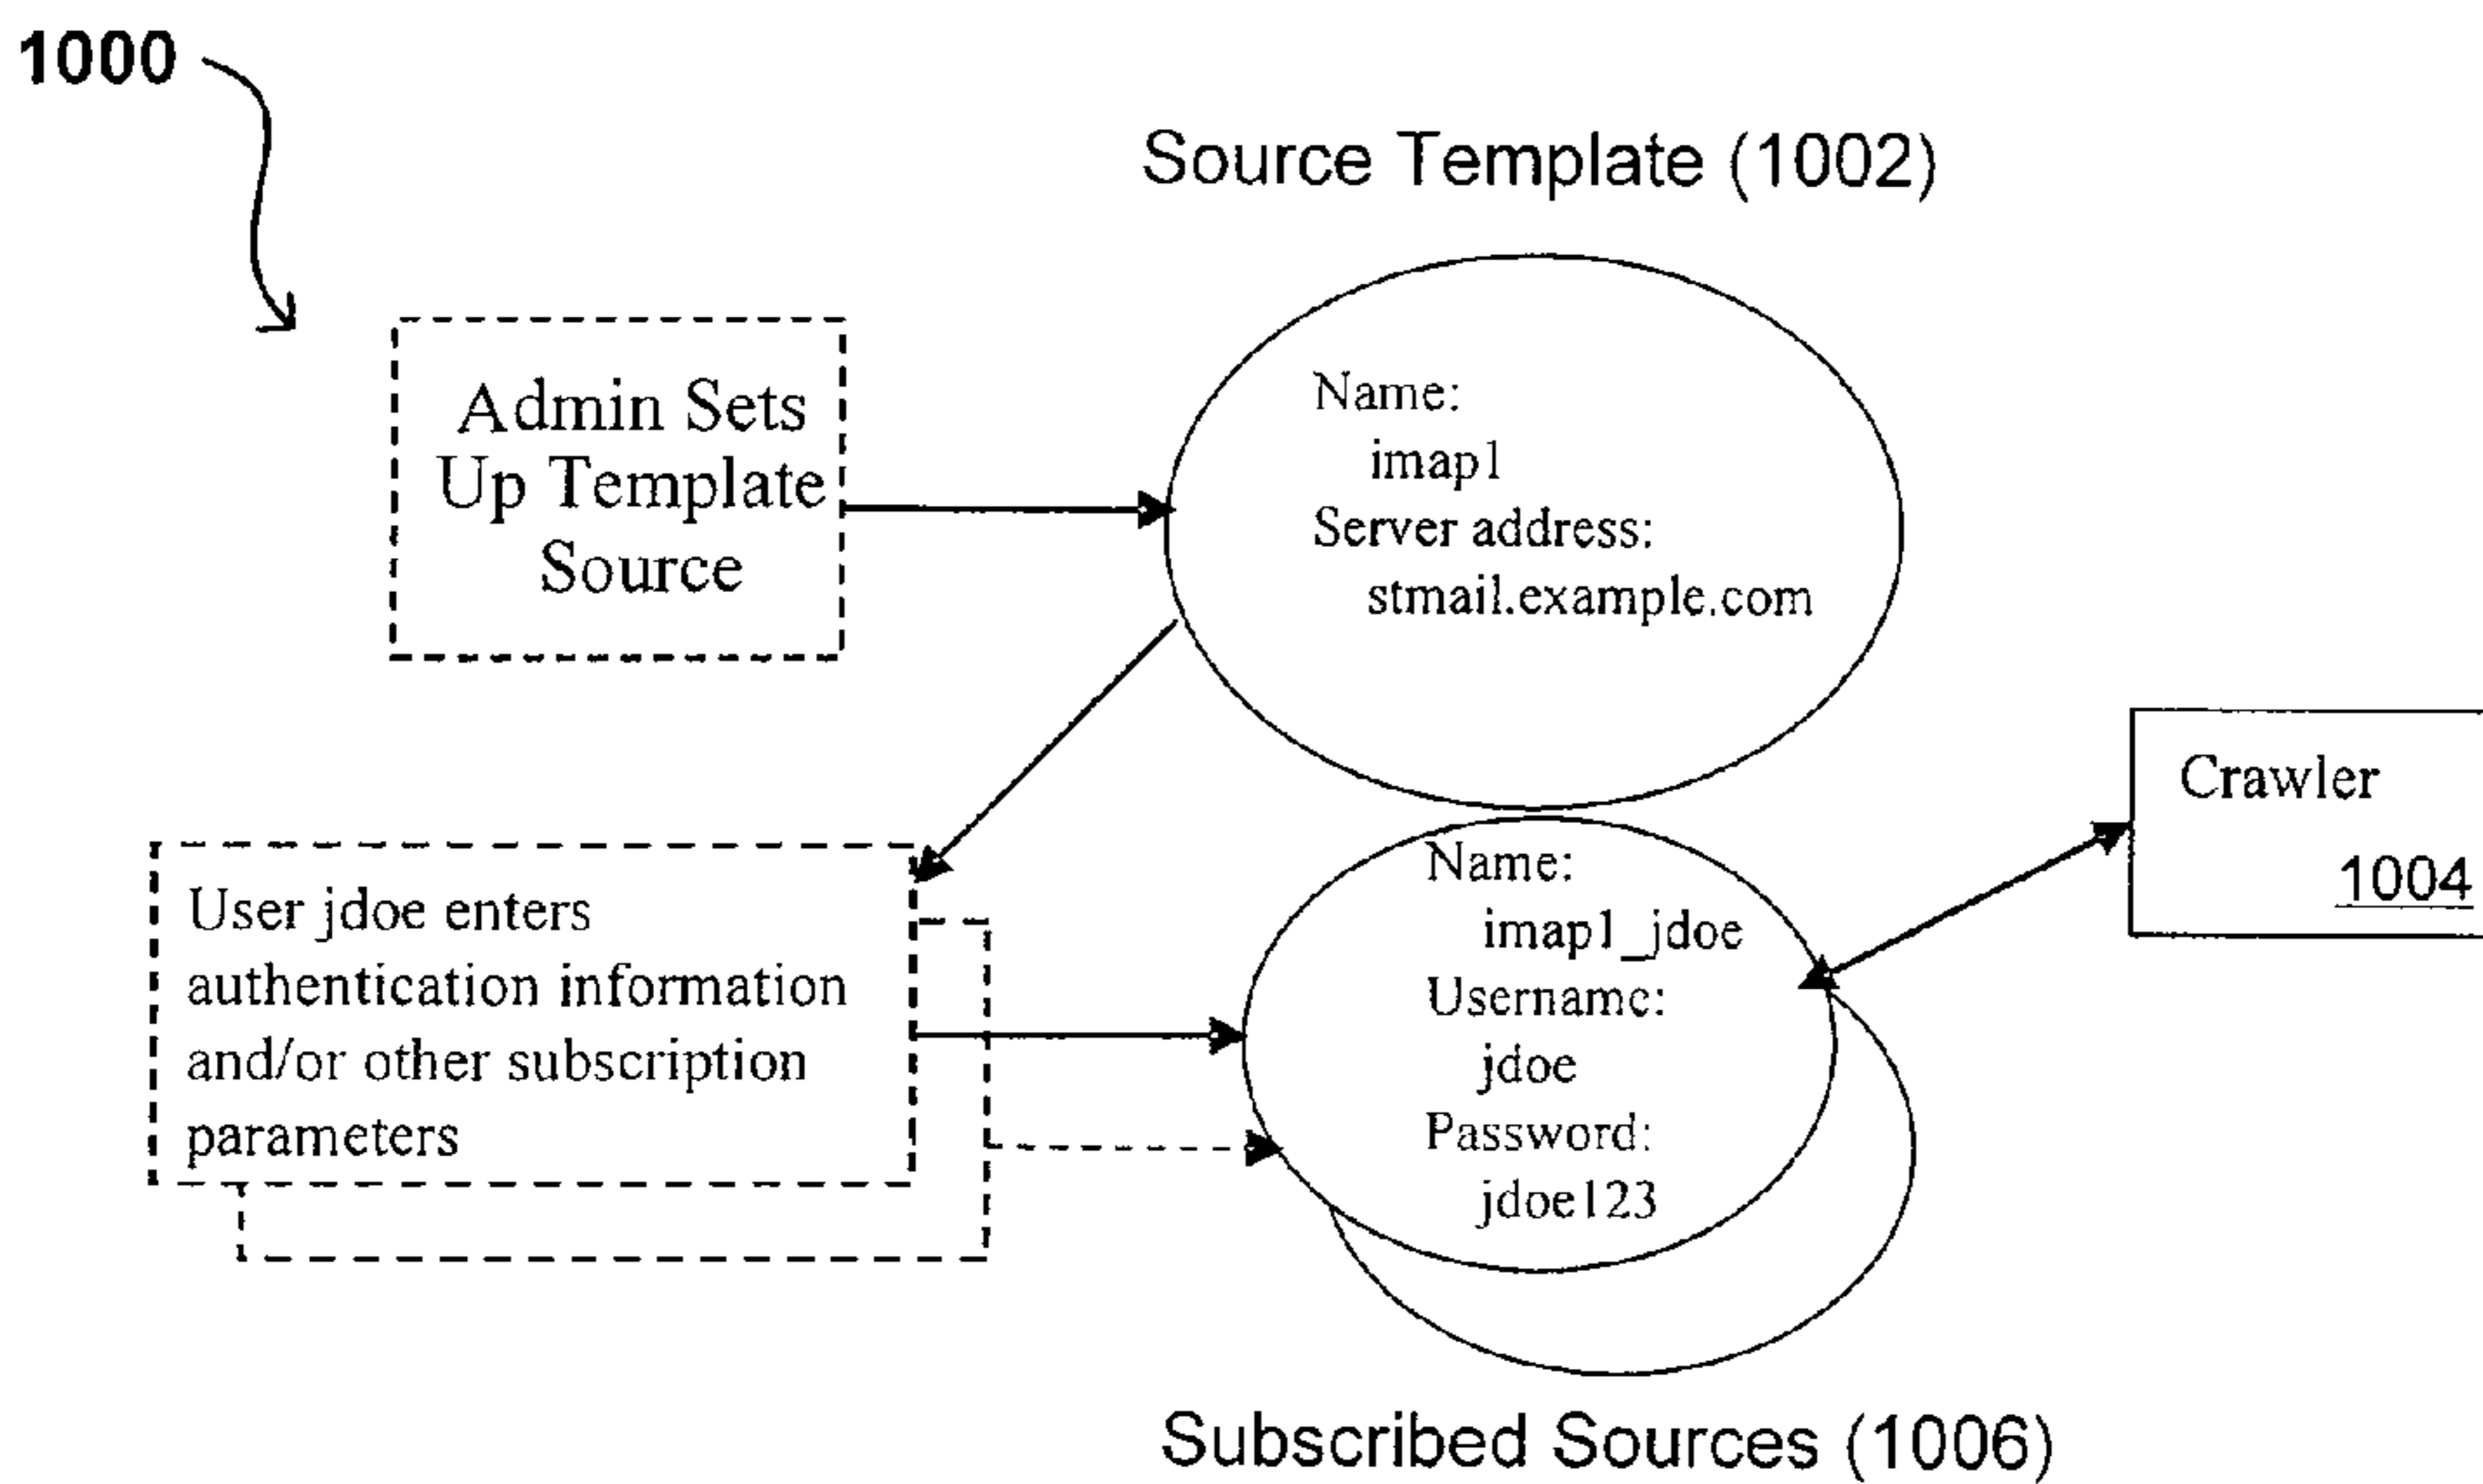 1000
Source Template (1002)
Admin Sets
Up Template
Source
Name:
imap1
Server address:
stmail.example.com
Crawler
1004
User jdoe enters
authentication information
and/or other subscription
parameters
Name:
imap1_jdoe
Username:
jdoe
Password:
jdoe123
Subscribed Sources (1006)